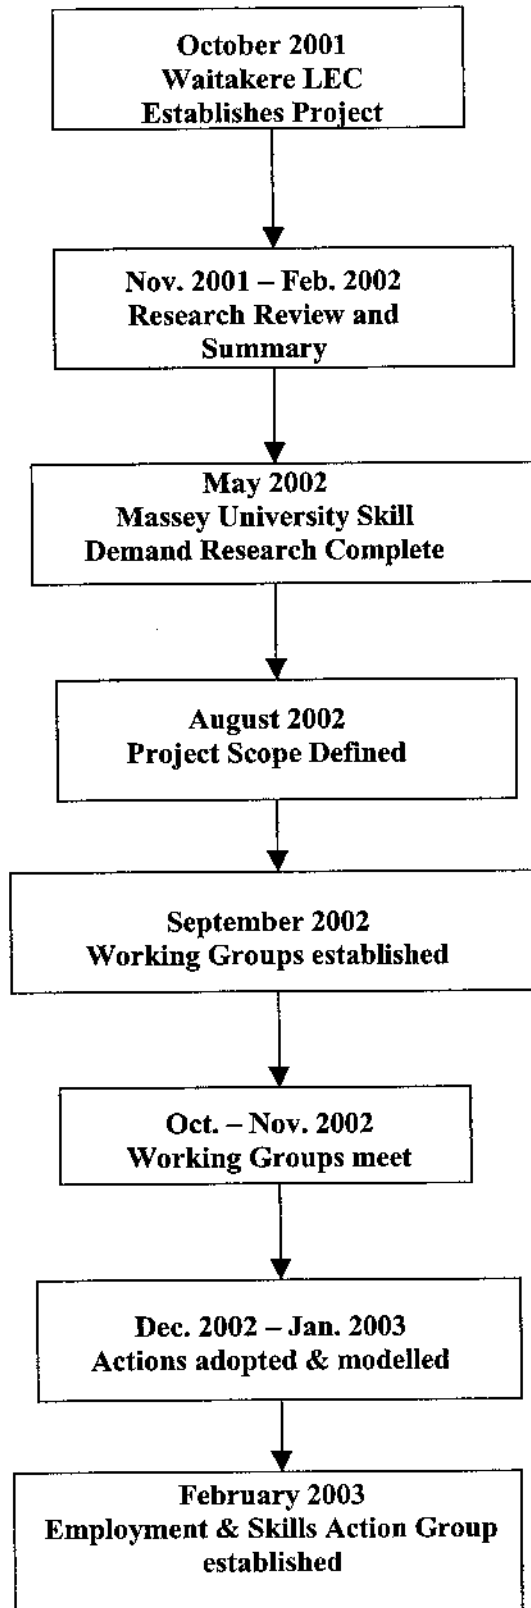 October 2001
Waitakere LEC
Establishes Project
Nov. 2001 – Feb. 2002
Research Review and
Summary
May 2002
Massey University Skill
Demand Research Complete
August 2002
Project Scope Defined
September 2002
Working Groups established
Oct. – Nov. 2002
Working Groups meet
Dec. 2002 – Jan. 2003
Actions adopted & modelled
February 2003
Employment & Skills Action Group
established